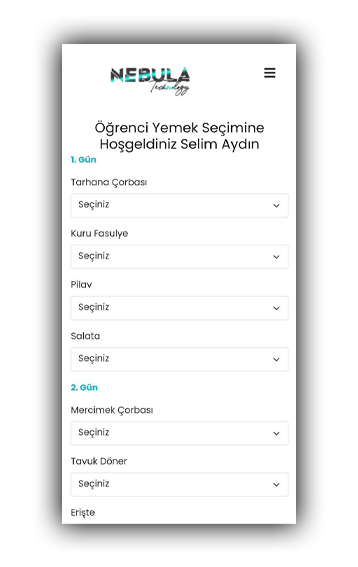 NEBULA
Technology
Öğrenci Yemek Seçimine
Hoşgeldiniz Selim Aydın
1. Gün
Tarhana Çorbası
Seçiniz
Kuru Fasulye
Seçiniz
Pilav
Seçiniz
Salata
Seçiniz
2. Gün
Mercimek Çorbası
Seçiniz
Tavuk Döner
Seçiniz
Erişte